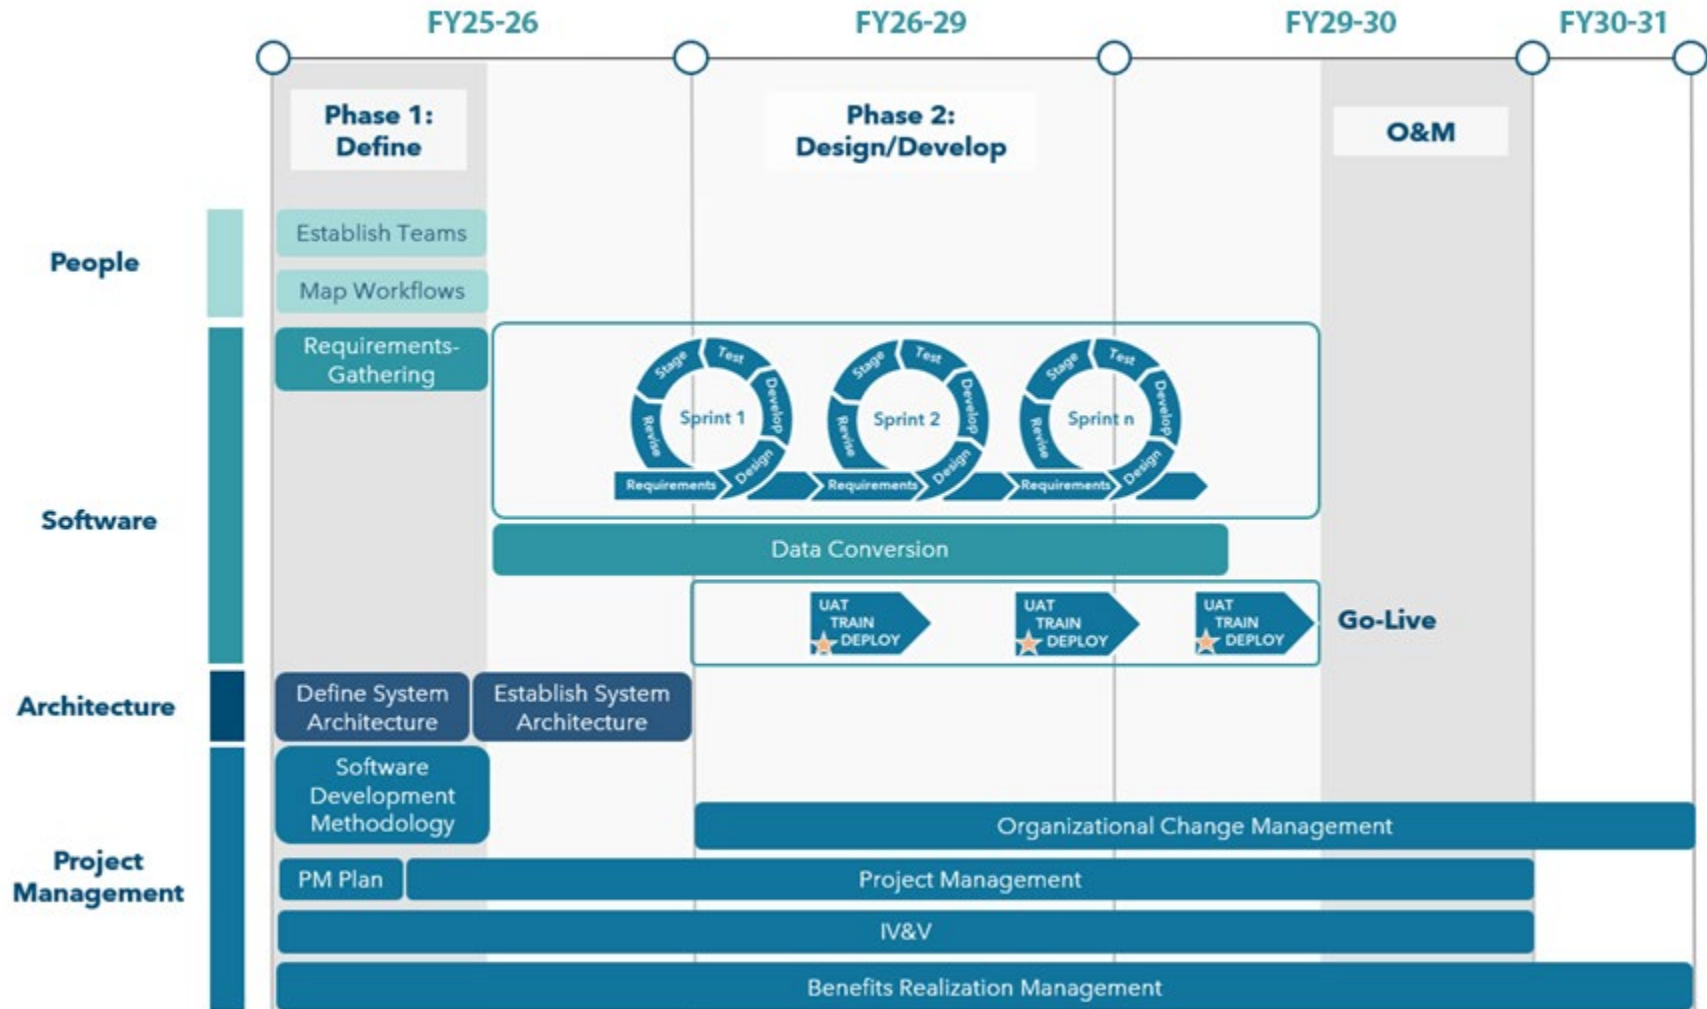 FY25-26
FY26-29
FY29-30
FY30-31
Phase 1:
Define
Phase 2:
Design/Develop
O&M
People
Establish Teams
Map Workflows
Software
Requirements-
Gathering
Stage
Test
Develop
Design
Revise
Sprint 1
Requirements
Stage
Test
Develop
Design
Revise
Sprint 2
Requirements
Stage
Test
Develop
Design
Revise
Sprint n
Requirements
Data Conversion
UAT
TRAIN
DEPLOY
UAT
TRAIN
DEPLOY
UAT
TRAIN
DEPLOY
Go-Live
Architecture
Define System
Architecture
Establish System
Architecture
Project
Management
Software
Development
Methodology
Organizational Change Management
PM Plan
Project Management
IV&V
Benefits Realization Management